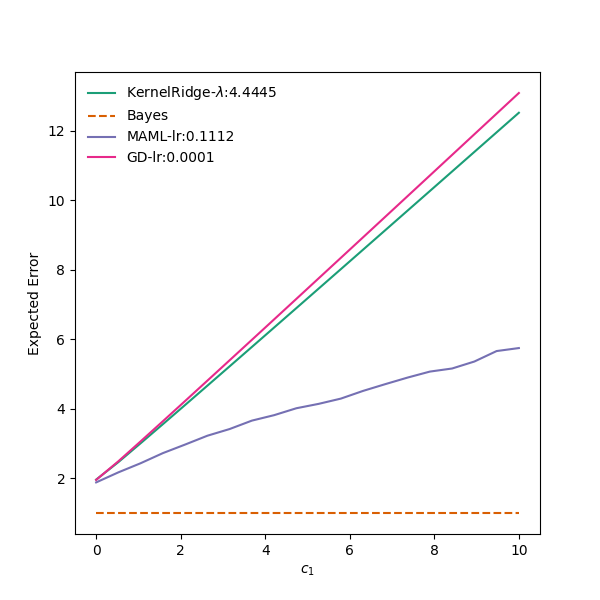 KernelRidge-λ:4.4445
Bayes
MAML-lr:0.1112
GD-lr:0.0001
Expected Error
12
10
8
6
4
2
0 2 4 6 8 10
c₁